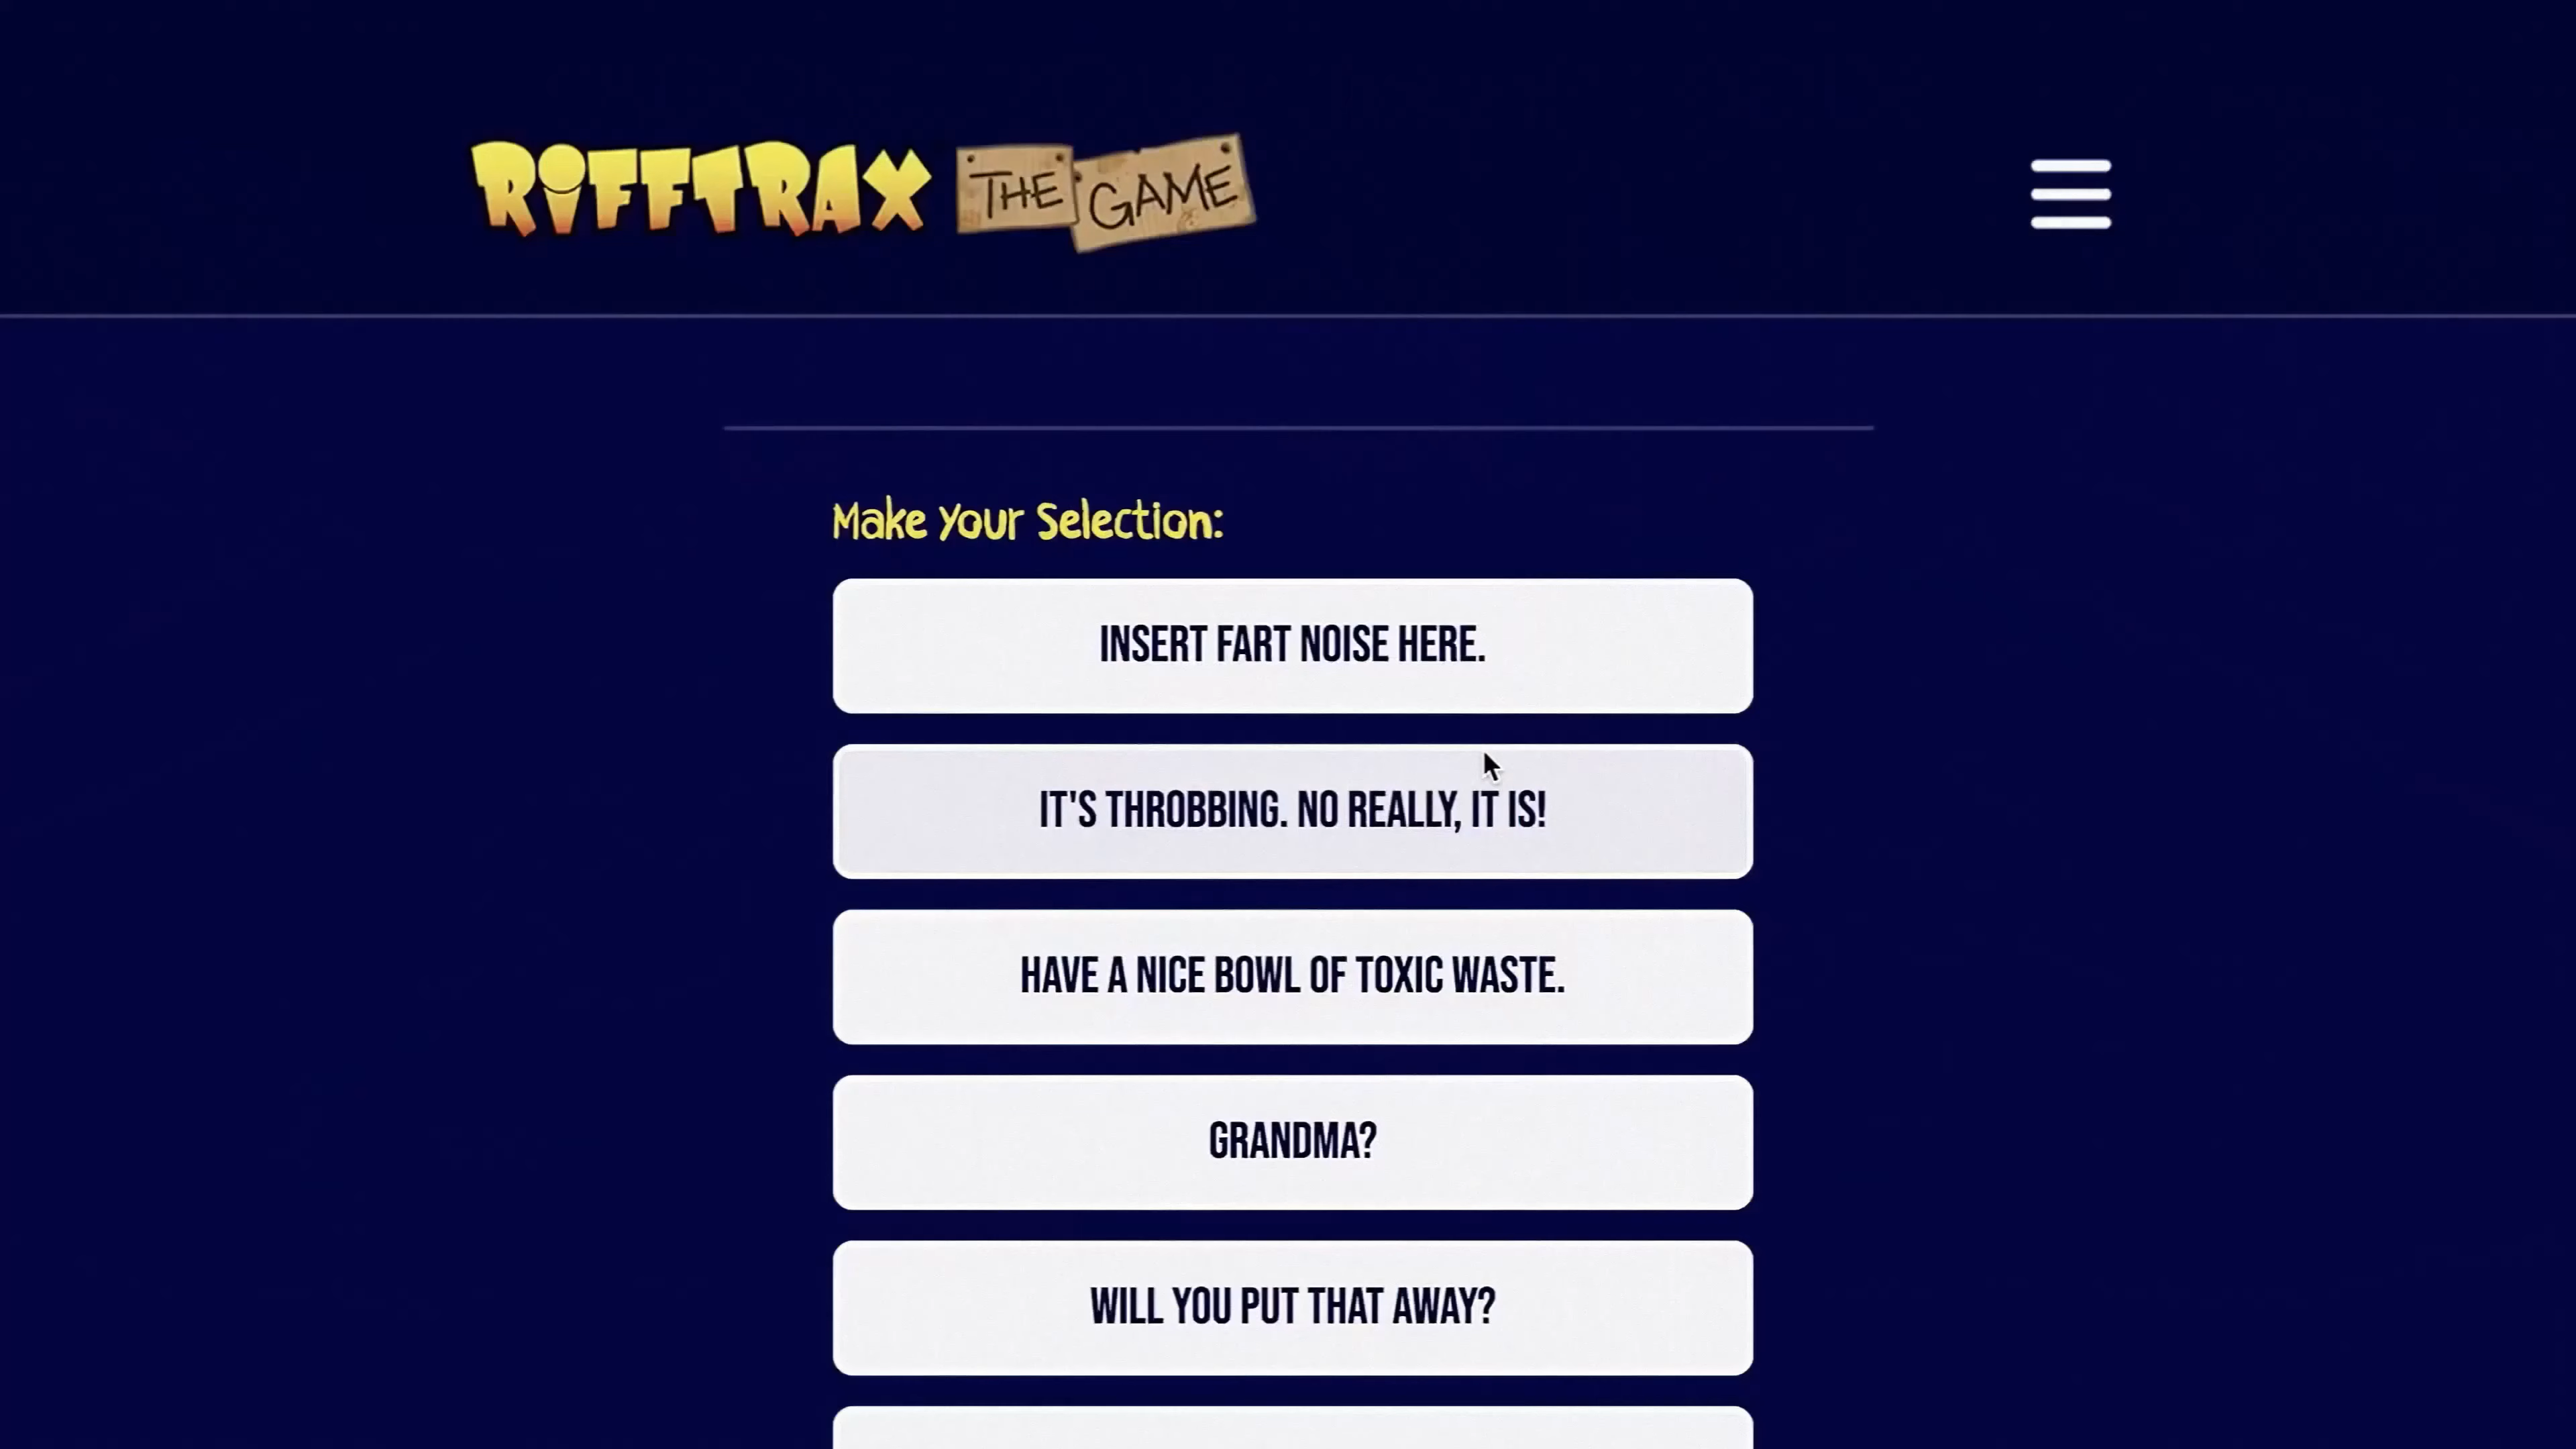 RIFFTRAX THE GAME
Make Your Selection:
INSERT FART NOISE HERE.
IT'S THROBBING. NO REALLY, IT IS!
HAVE A NICE BOWL OF TOXIC WASTE.
GRANDMA?
WILL YOU PUT THAT AWAY?